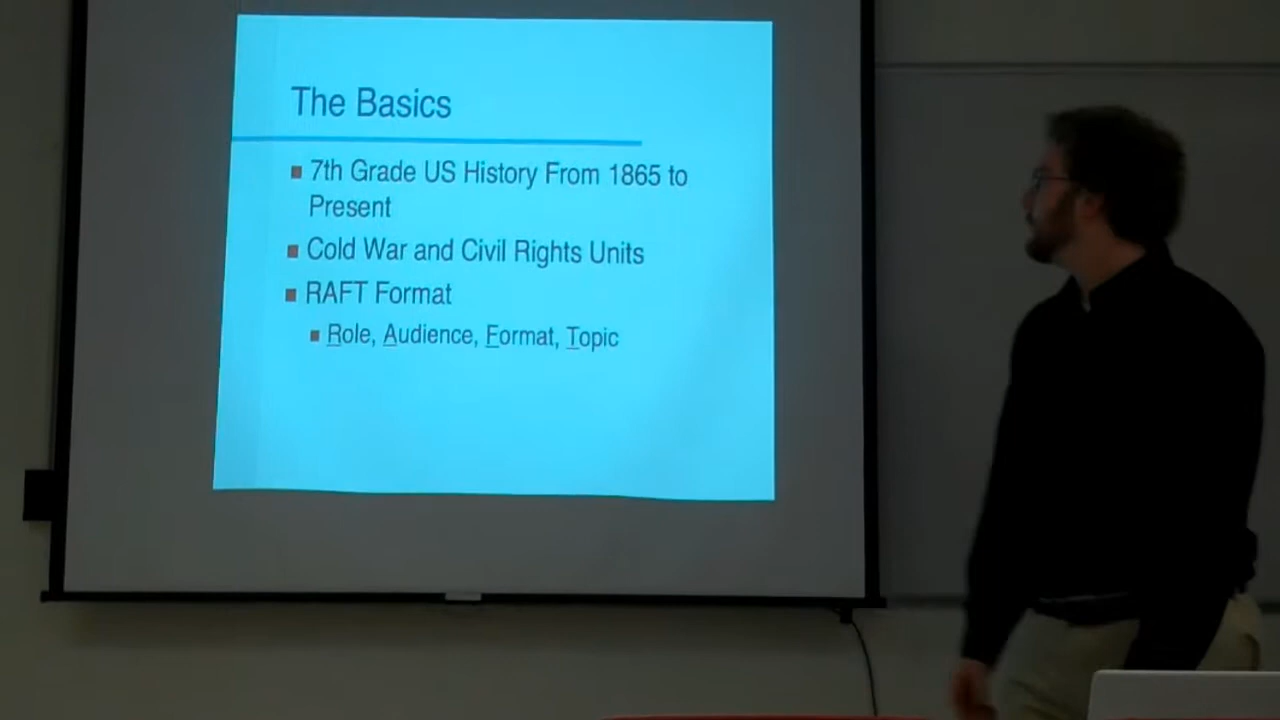 The Basics
7th Grade US History From 1865 to
Present
Cold War and Civil Rights Units
RAFT Format
Role, Audience, Format, Topic